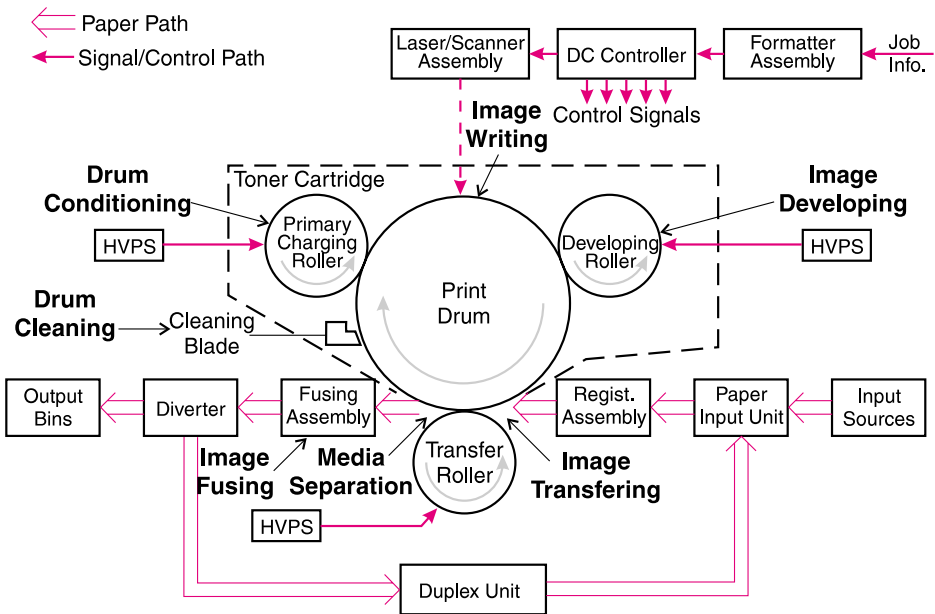 Paper Path
Signal/Control Path
Laser/Scanner
Assembly
DC Controller
Formatter
Assembly
Job
Info.
Control Signals
Image
Writing
Drum
Conditioning
Toner Cartridge
Image
Developing
HVPS
Primary
Charging
Roller
Developing
Roller
HVPS
Print
Drum
Drum
Cleaning
Cleaning
Blade
Output
Bins
Diverter
Fusing
Assembly
Regist.
Assembly
Paper
Input Unit
Input
Sources
Image
Fusing
Media
Separation
Transfer
Roller
Image
Transfering
HVPS
Duplex Unit